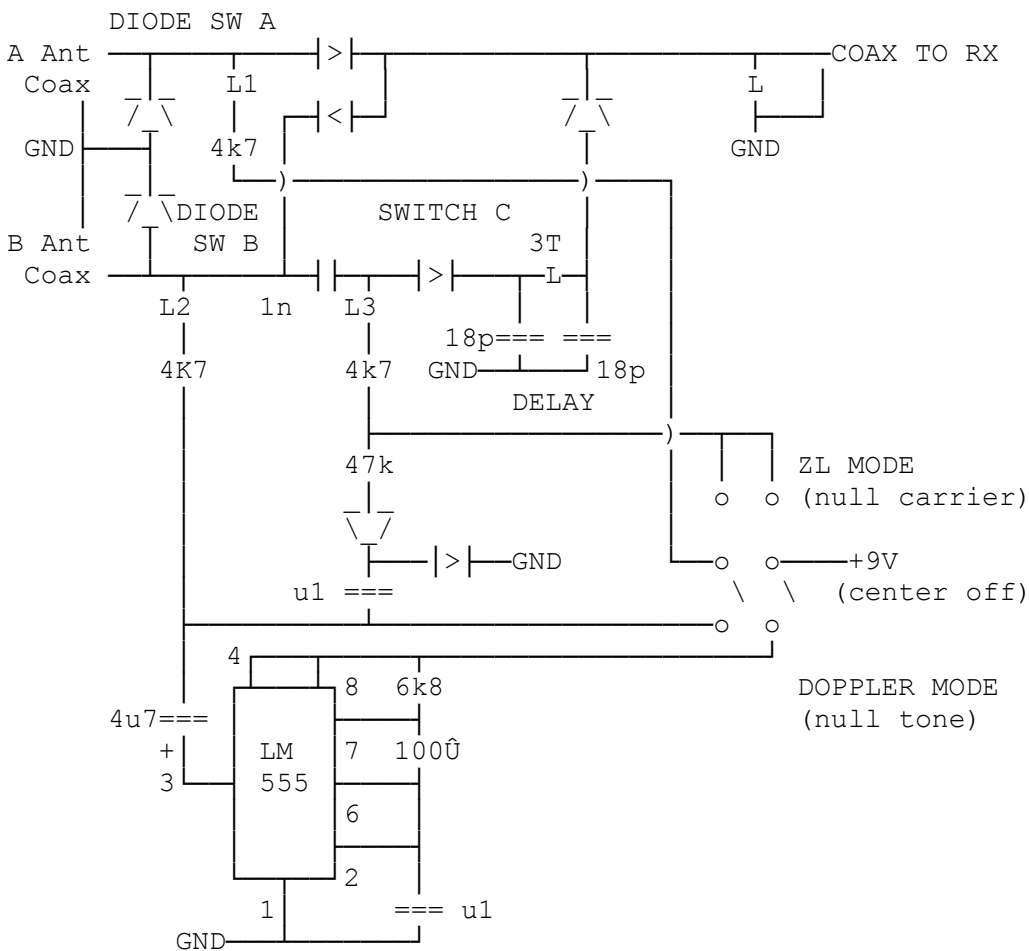 DIODE SW A
A Ant COAX TO RX
Coax L1 L
GND 4k7 GND
DIODE SWITCH C
B Ant SW B 3T
Coax L
L2 1n L3
18p
4K7 4k7 GND 18p
DELAY
47k ZL MODE
(null carrier)
GND +9V
u1 (center off)
4
8 6k8 DOPPLER MODE
4u7 (null tone)
+ LM 7 100Û
3 555
6
2
1 u1
GND